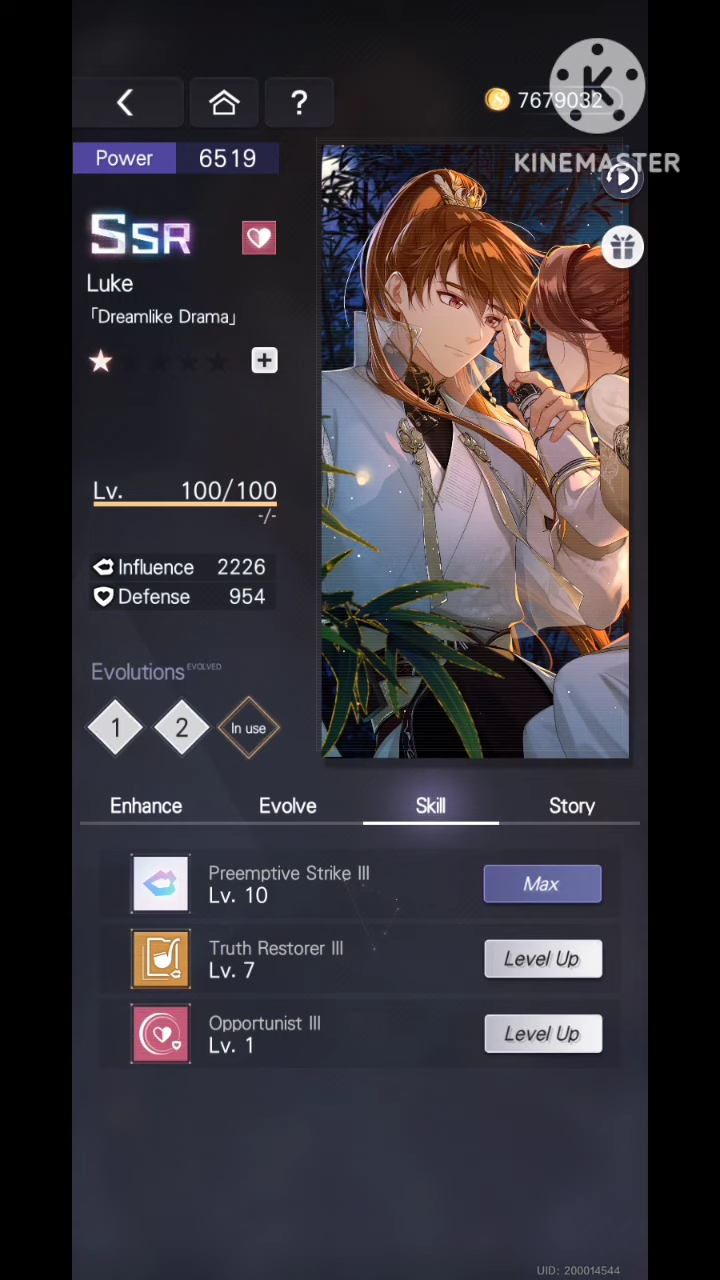 ?
7679032
K
KINEMASTER
Power 6519
SSR
Luke
「Dreamlike Drama」
Lv. 100/100
-/-
Influence 2226
Defense 954
Evolutions EVOLVED
1 2 In use
Enhance Evolve Skill Story
Preemptive Strike III
Lv. 10
Max
Truth Restorer III
Lv. 7
Level Up
Opportunist III
Lv. 1
Level Up
UID: 200014544